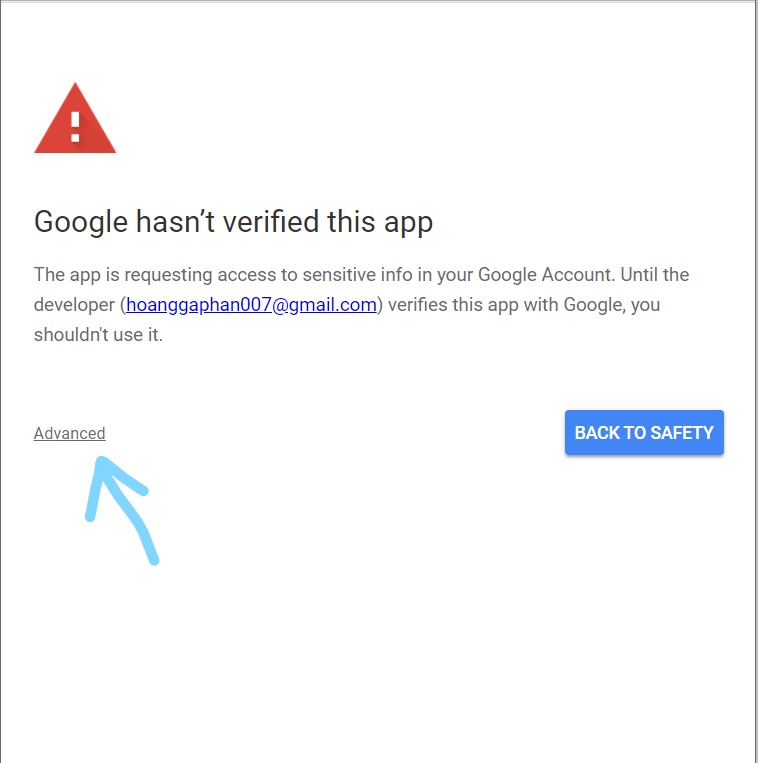 Google hasn’t verified this app
The app is requesting access to sensitive info in your Google Account. Until the
developer (hoanggaphan007@gmail.com) verifies this app with Google, you
shouldn't use it.
Advanced
BACK TO SAFETY